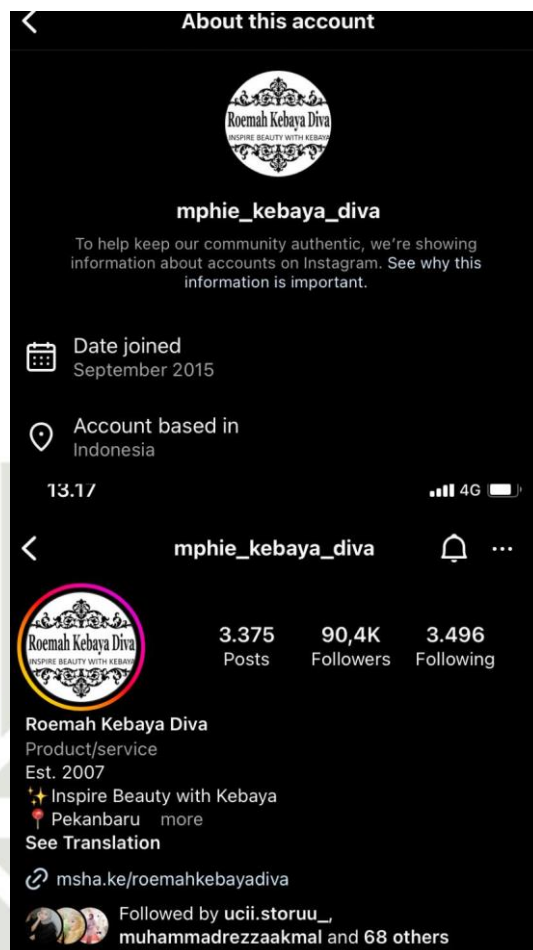 About this account
Roemah Kebaya Diva
INSPIRE BEAUTY WITH KEBAYA
mphie_kebaya_diva
To help keep our community authentic, we're showing
information about accounts on Instagram. See why this
information is important.
Date joined
September 2015
Account based in
Indonesia
13.17
4G
mphie_kebaya_diva
Roemah Kebaya Diva
INSPIRE BEAUTY WITH KEBAYA
3.375 90,4K 3.496
Posts Followers Following
Roemah Kebaya Diva
Product/service
Est. 2007
✨Inspire Beauty with Kebaya
📍Pekanbaru more
See Translation
msha.ke/roemahkebayadiva
Followed by ucii.storuu_,
muhammadrezzaakmal and 68 others